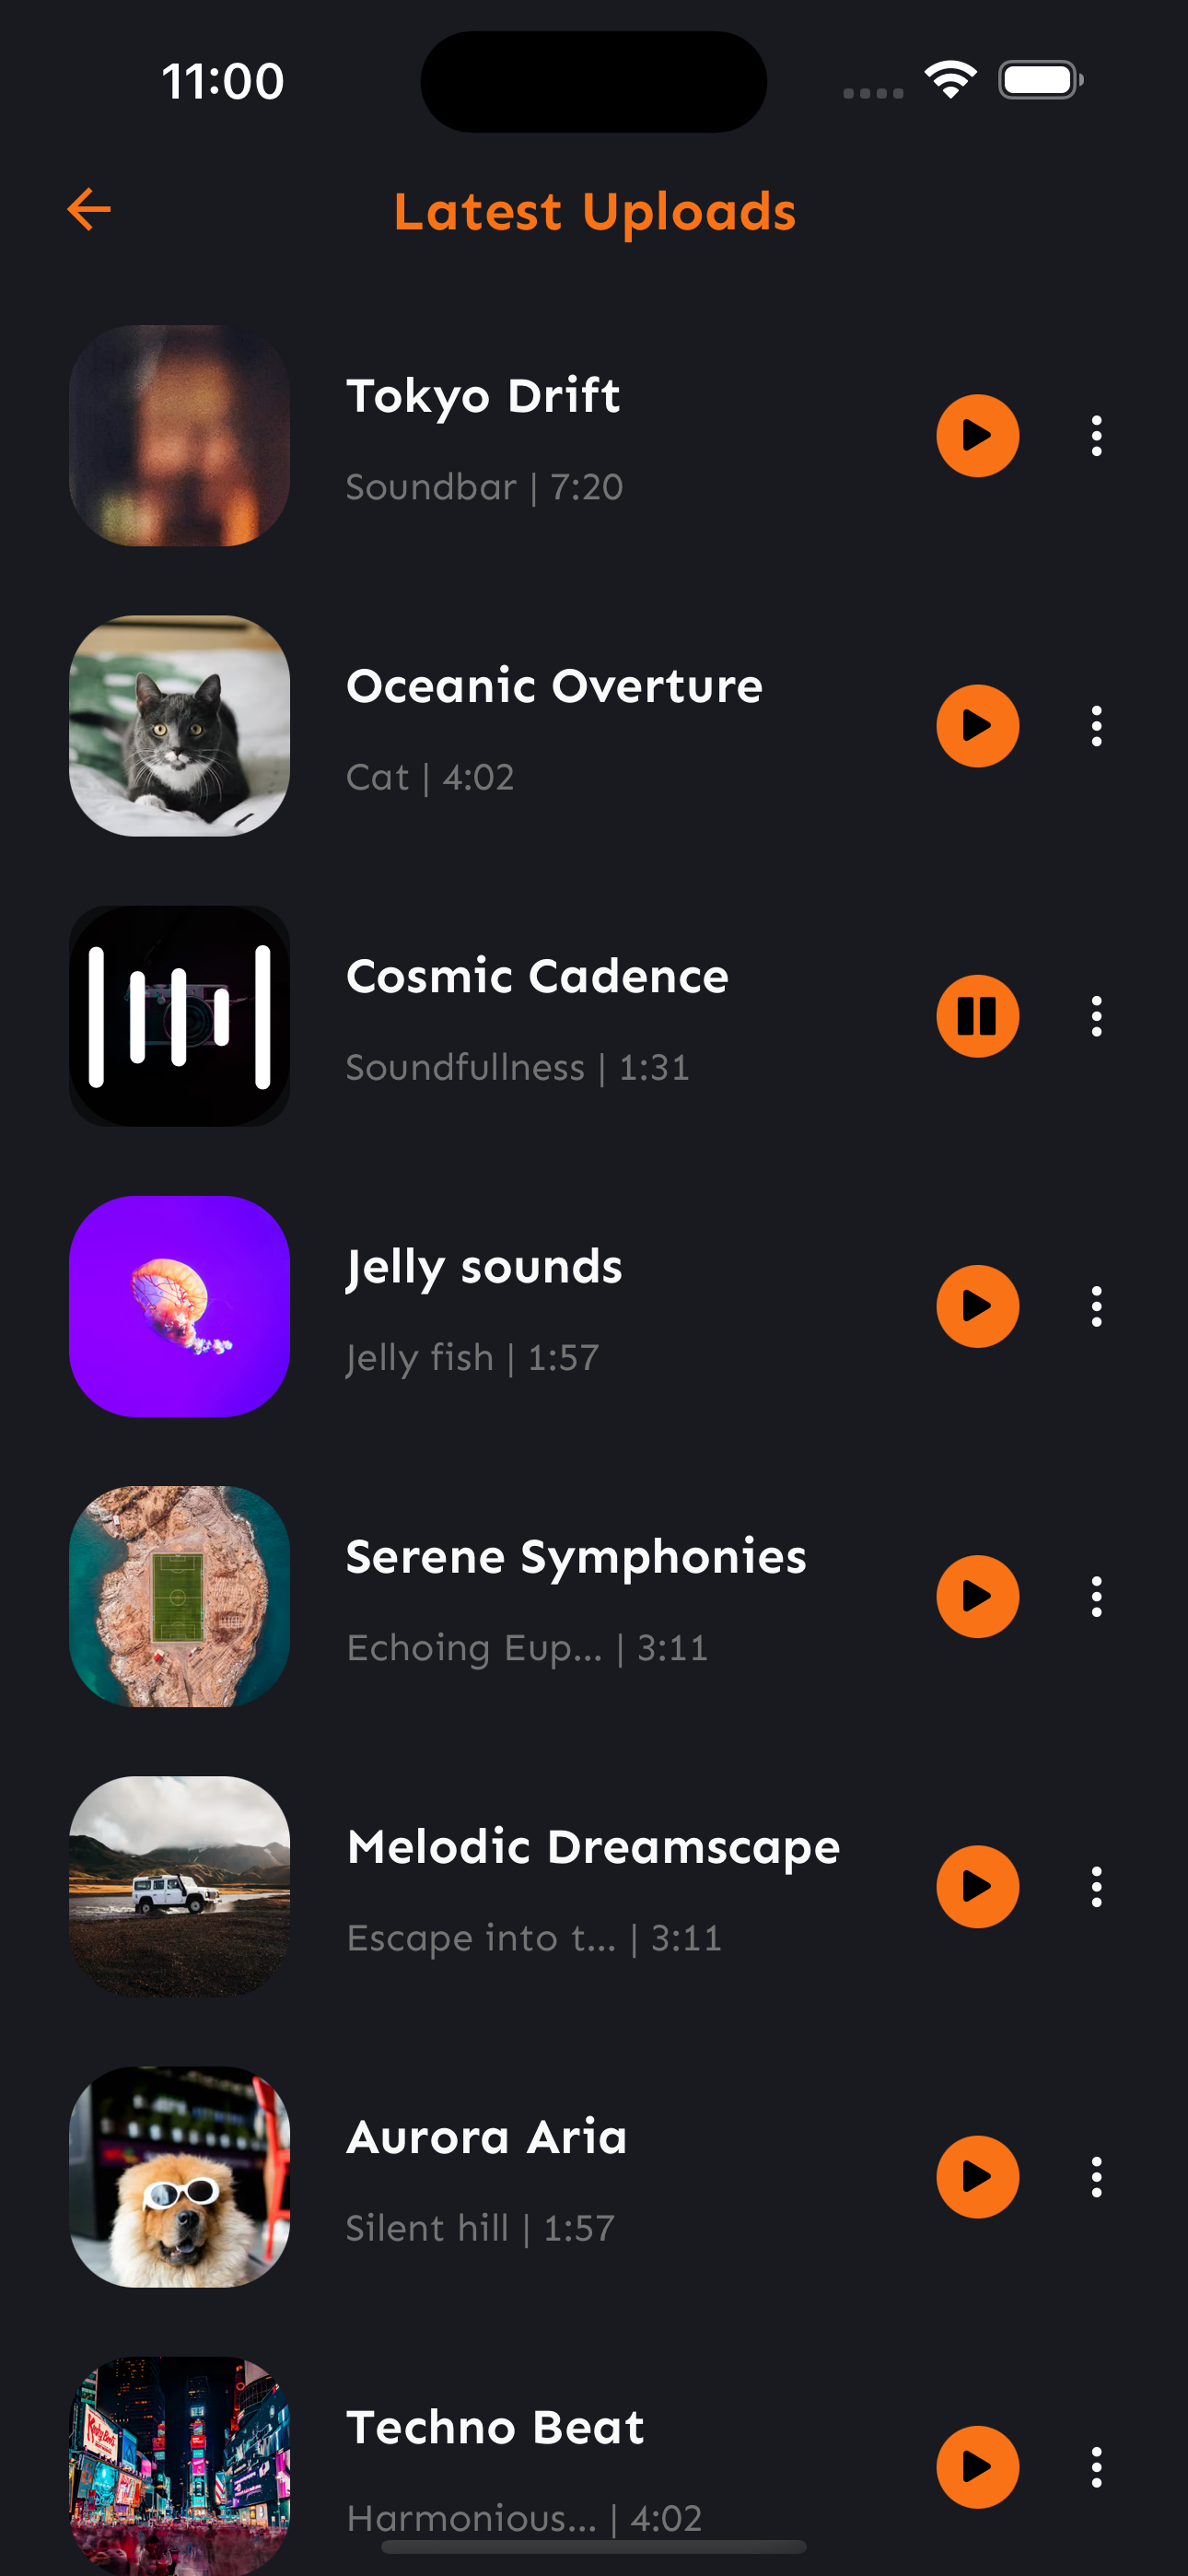 11:00
Latest Uploads
Tokyo Drift
Soundbar | 7:20
Oceanic Overture
Cat | 4:02
Cosmic Cadence
Soundfullness | 1:31
Jelly sounds
Jelly fish | 1:57
Serene Symphonies
Echoing Eup... | 3:11
Melodic Dreamscape
Escape into t... | 3:11
Aurora Aria
Silent hill | 1:57
Techno Beat
Harmonious... | 4:02